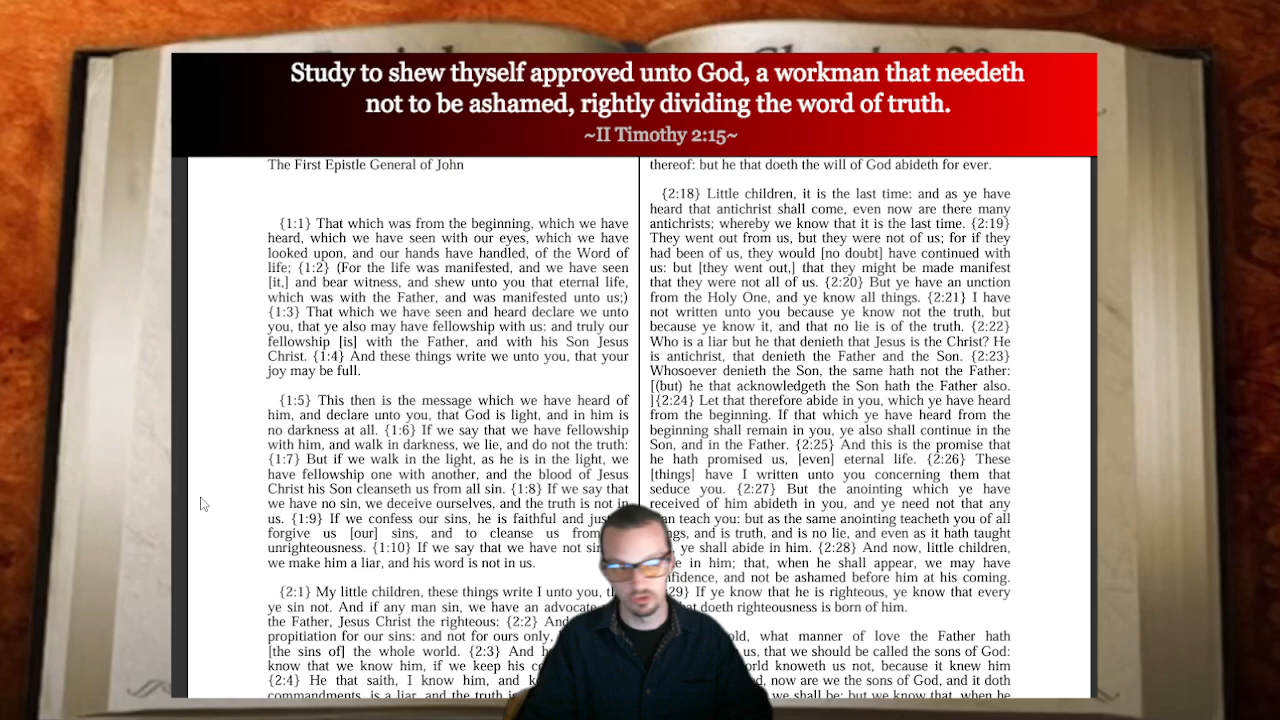 Study to shew thyself approved unto God, a workman that needeth
not to be ashamed, rightly dividing the word of truth.
~II Timothy 2:15~
The First Epistle General of John
{1:1} That which was from the beginning, which we have
heard, which we have seen with our eyes, which we have
looked upon, and our hands have handled, of the Word of
life; {1:2} (For the life was manifested, and we have seen
[it,] and bear witness, and shew unto you that eternal life,
which was with the Father, and was manifested unto us;)
{1:3} That which we have seen and heard declare we unto
you, that ye also may have fellowship with us: and truly our
fellowship [is] with the Father, and with his Son Jesus
Christ. {1:4} And these things write we unto you, that your
joy may be full.
{1:5} This then is the message which we have heard of
him, and declare unto you, that God is light, and in him is
no darkness at all. {1:6} If we say that we have fellowship
with him, and walk in darkness, we lie, and do not the truth:
{1:7} But if we walk in the light, as he is in the light, we
have fellowship one with another, and the blood of Jesus
Christ his Son cleanseth us from all sin. {1:8} If we say that
we have no sin, we deceive ourselves, and the truth is not in
us. {1:9} If we confess our sins, he is faithful and
forgive us [our] sins, and to cleanse us from
unrighteousness. {1:10} If we say that we have not
we make him a liar, and his word is not in us.
{2:1} My little children, these things write I unto you,
ye sin not. And if any man sin, we have an advocate
the Father, Jesus Christ the righteous: {2:2} And
propitiation for our sins: and not for ours only,
[the sins of] the whole world. {2:3} And
know that we know him, if we keep his
{2:4} He that saith, I know him, and
commandments, is a liar, and the truth is
thereof: but he that doeth the will of God abideth for ever.
{2:18} Little children, it is the last time: and as ye have
heard that antichrist shall come, even now are there many
antichrists; whereby we know that it is the last time. {2:19}
They went out from us, but they were not of us; for if they
had been of us, they would [no doubt] have continued with
us: but [they went out,] that they might be made manifest
that they were not all of us. {2:20} But ye have an unction
from the Holy One, and ye know all things. {2:21} I have
not written unto you because ye know not the truth, but
because ye know it, and that no lie is of the truth. {2:22}
Who is a liar but he that denieth that Jesus is the Christ? He
is antichrist, that denieth the Father and the Son. {2:23}
Whosoever denieth the Son, the same hath not the Father:
[(but) he that acknowledgeth the Son hath the Father also.
]{2:24} Let that therefore abide in you, which ye have heard
from the beginning. If that which ye have heard from the
beginning shall remain in you, ye also shall continue in the
Son, and in the Father. {2:25} And this is the promise that
he hath promised us, [even] eternal life. {2:26} These
[things] have I written unto you concerning them that
seduce you. {2:27} But the anointing which ye have
received of him abideth in you, and ye need not that any
teach you: but as the same anointing teacheth you of all
and is truth, and is no lie, and even as it hath taught
ye shall abide in him. {2:28} And now, little children,
in him; that, when he shall appear, we may have
and not be ashamed before him at his coming.
If ye know that he is righteous, ye know that every
doeth righteousness is born of him.
what manner of love the Father hath
us, that we should be called the sons of God:
knoweth us not, because it knew him
now are we the sons of God, and it doth
we shall be: but we know that, when he